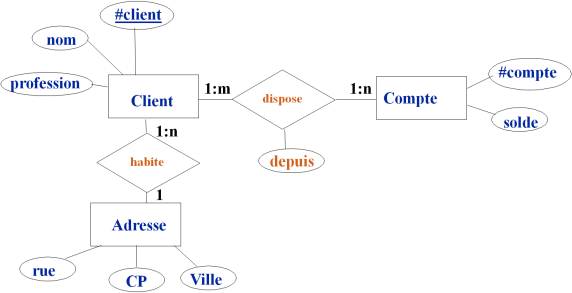 #client
nom
profession
Client
1:m
dispose
1:n
Compte
#compte
solde
depuis
1:n
habite
1
Adresse
rue
CP
Ville